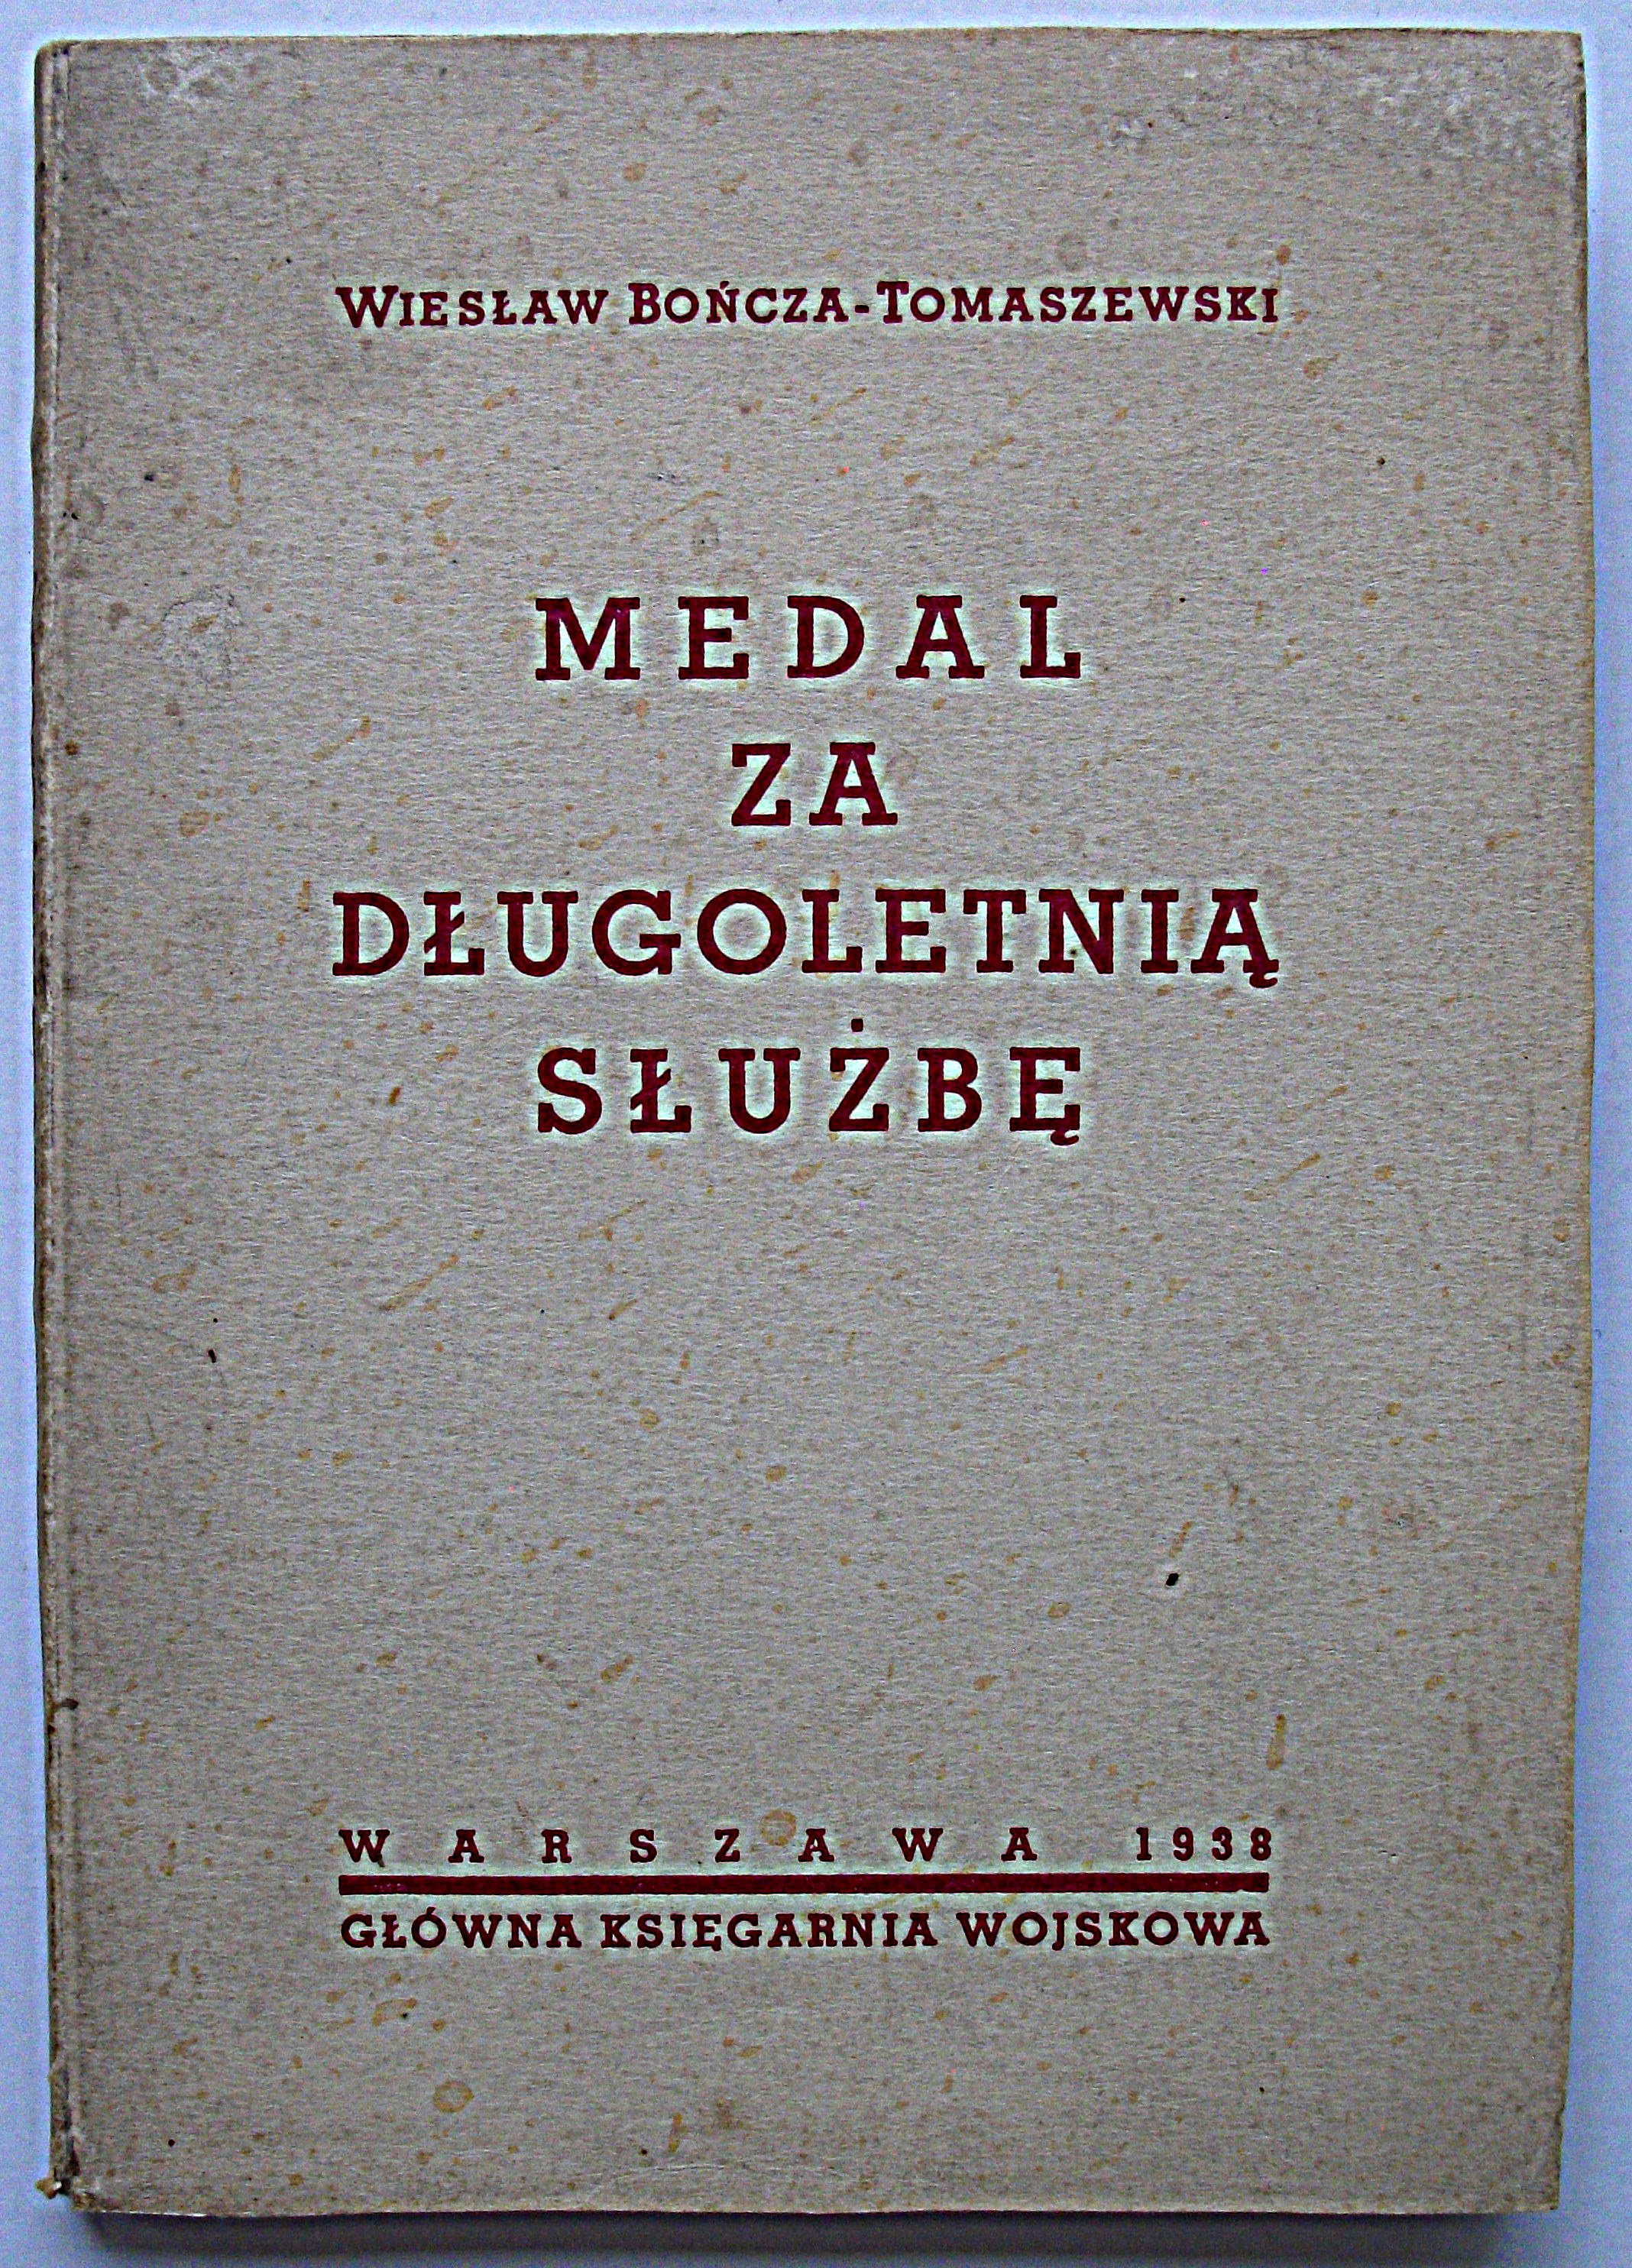 WIESŁAW BOŃCZA-TOMASZEWSKI
MEDAL
ZA
DŁUGOLETNIĄ
SŁUŻBĘ
WARSZAWA 1938
GŁÓWNA KSIĘGARNIA WOJSKOWA